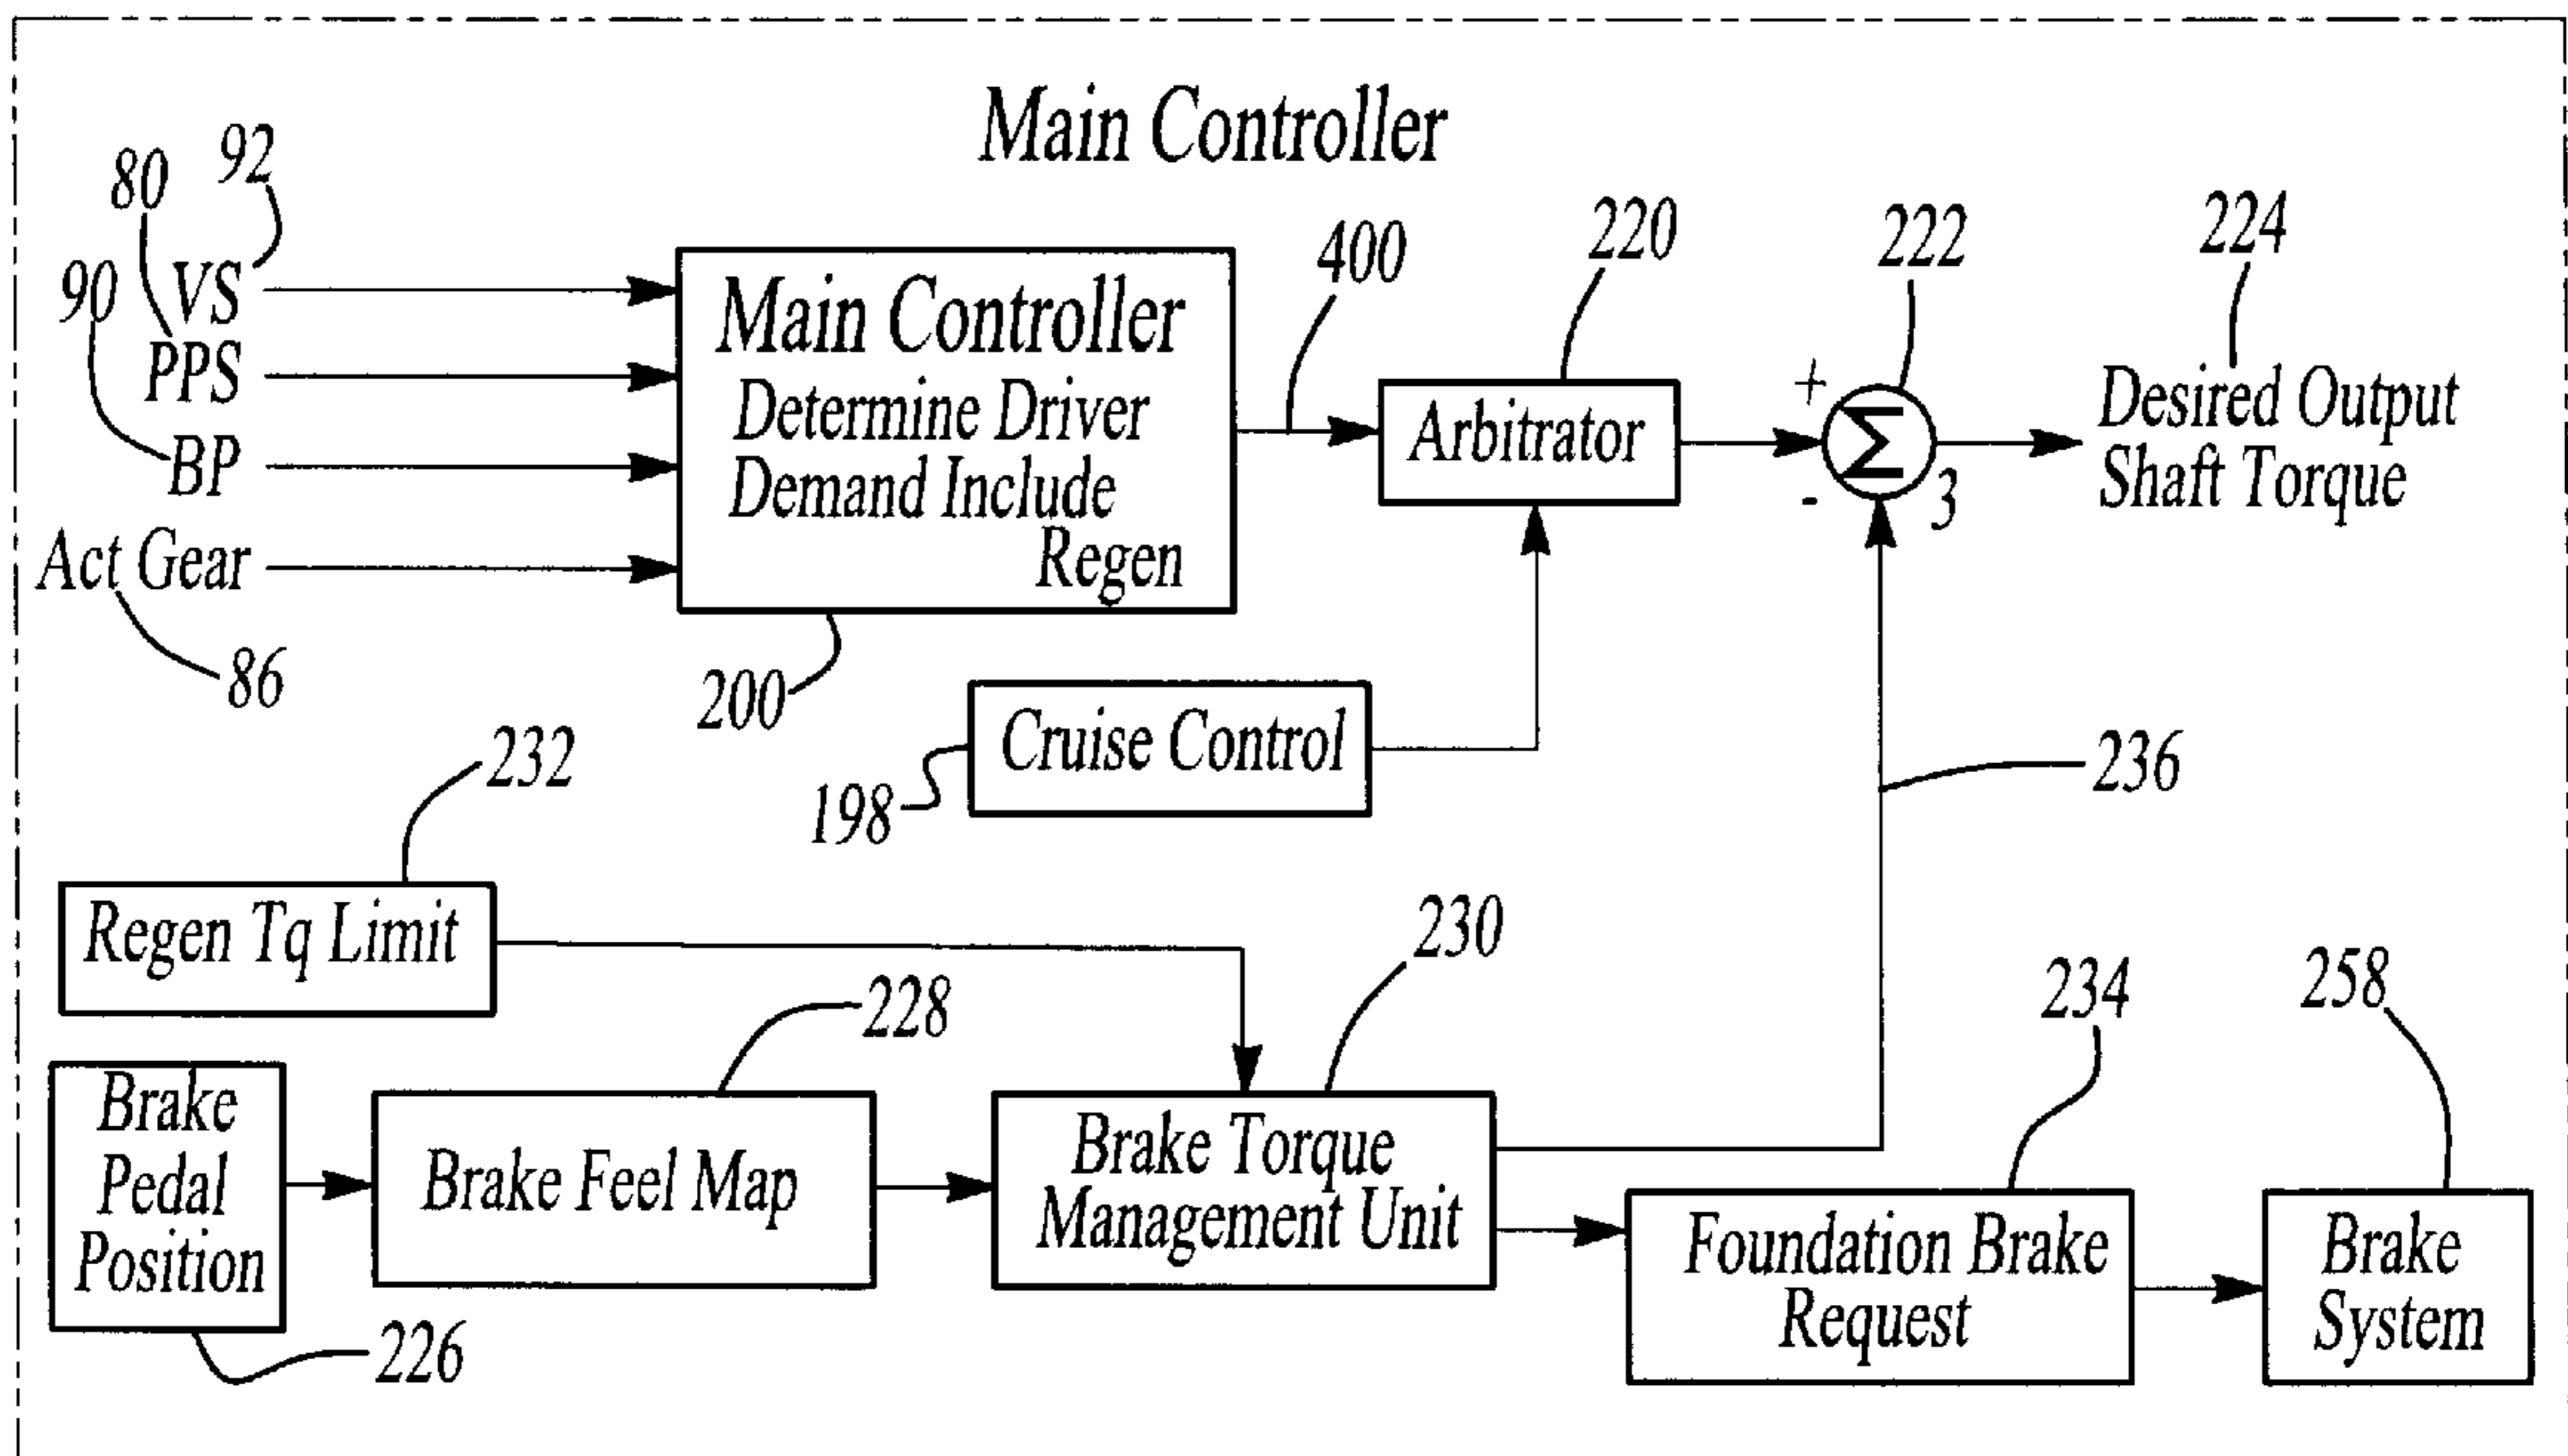 Main Controller
92
80
90
VS
PPS
BP
Act Gear
86
Main Controller
Determine Driver
Demand Include
Regen
200
400
220
Arbitrator
222
+
-
Σ
3
224
Desired Output
Shaft Torque
Cruise Control
198
236
232
Regen Tq Limit
228
230
234
258
Brake
Pedal
Position
226
Brake Feel Map
Brake Torque
Management Unit
Foundation Brake
Request
Brake
System